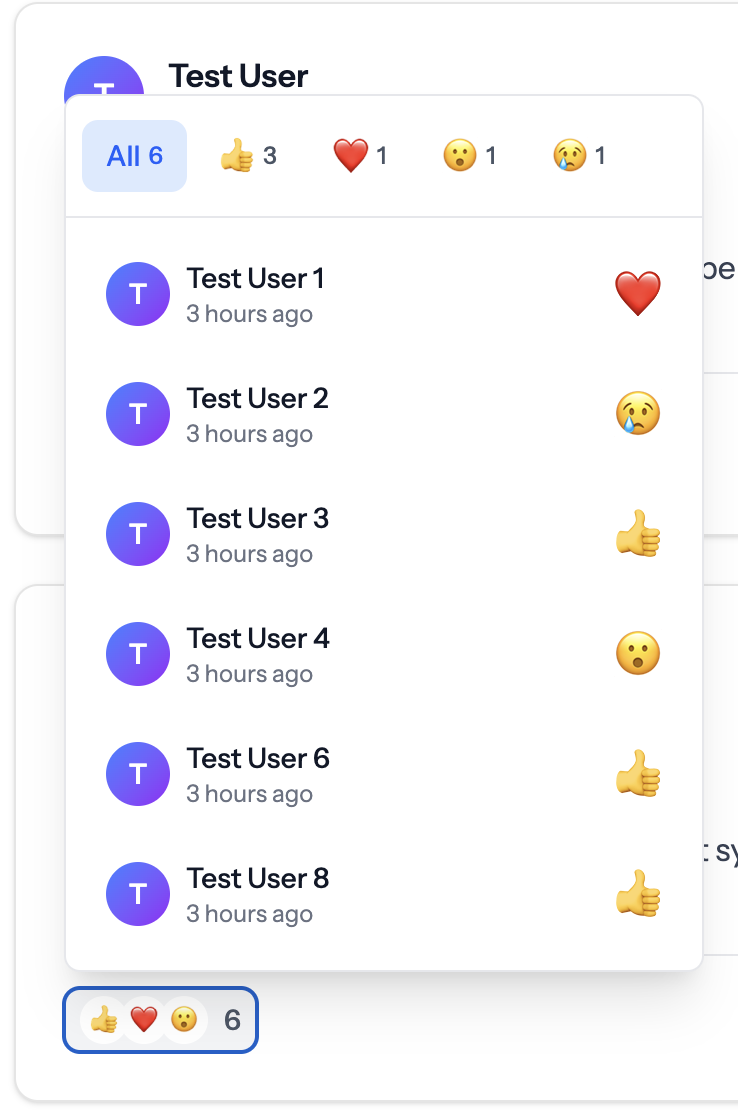 T
Test User
All 6
👍 3
❤️ 1
😮 1
😢 1
be
T
Test User 1
3 hours ago
❤️
T
Test User 2
3 hours ago
😢
T
Test User 3
3 hours ago
👍
T
Test User 4
3 hours ago
😮
T
Test User 6
3 hours ago
👍
T
Test User 8
3 hours ago
👍
👍 ❤️ 😮 6